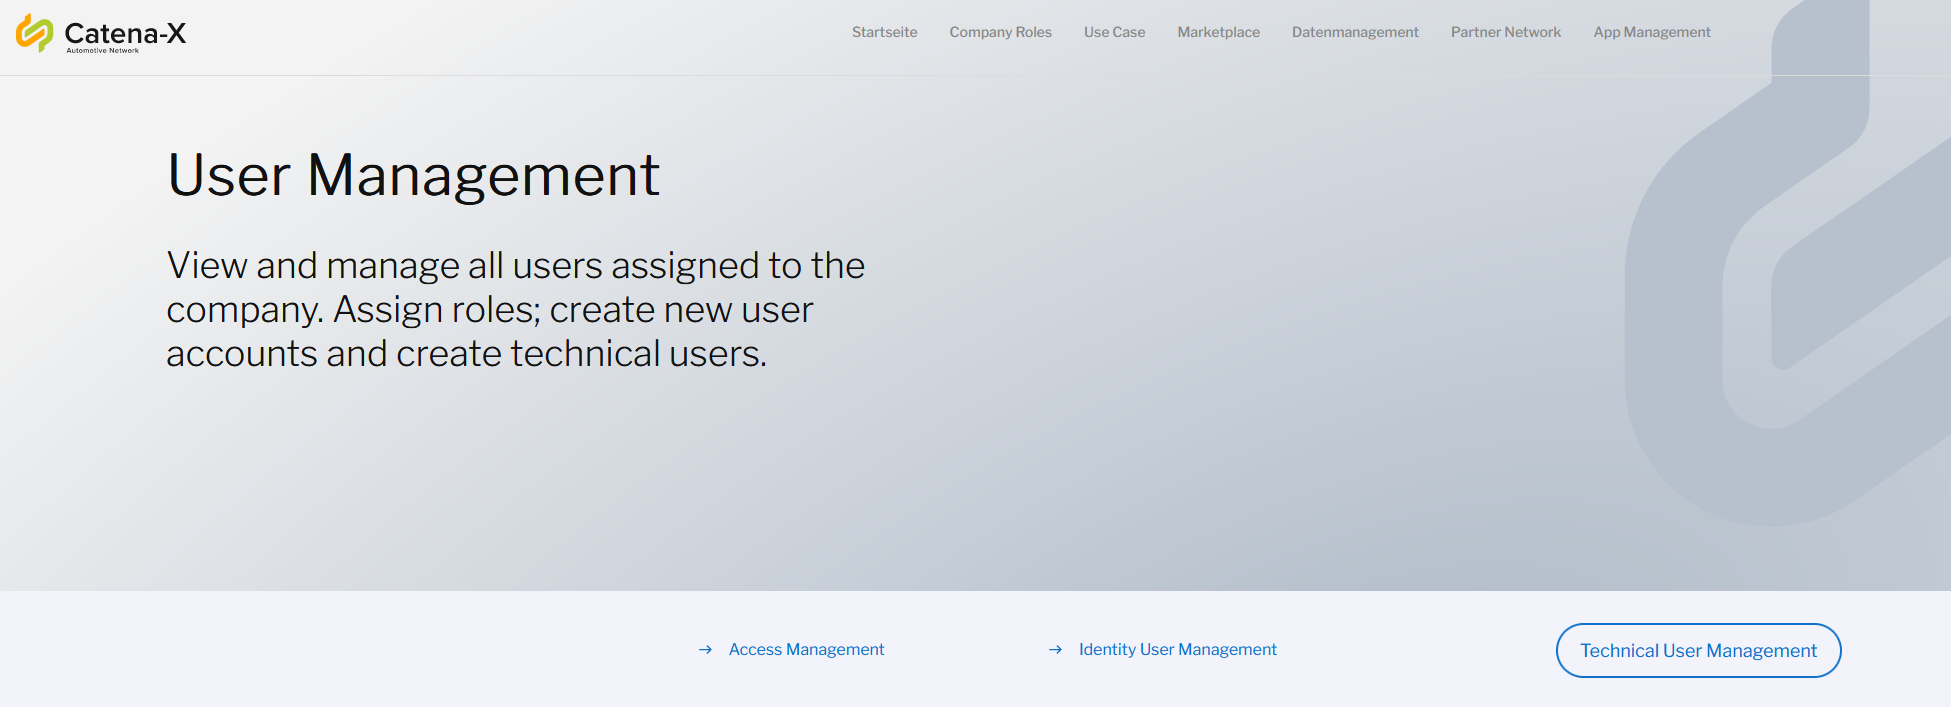 Catena-X
Automotive Network
Startseite Company Roles Use Case Marketplace Datenmanagement Partner Network App Management
User Management
View and manage all users assigned to the
company. Assign roles; create new user
accounts and create technical users.
→ Access Management → Identity User Management Technical User Management